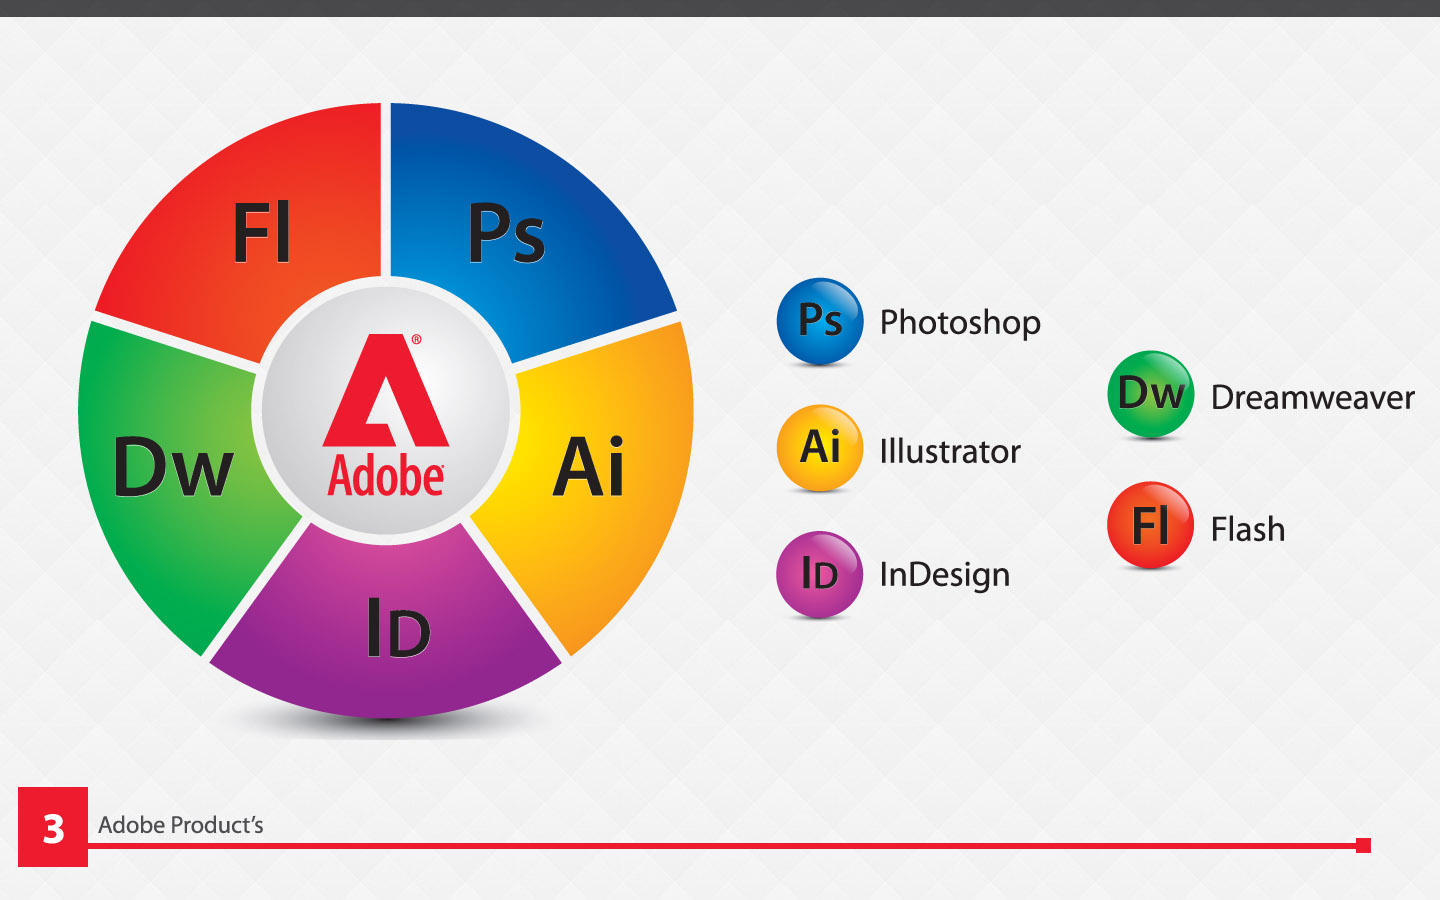 Fl
Ps
Dw
Ai
ID
®
Adobe
Ps Photoshop
Ai Illustrator
ID InDesign
Dw Dreamweaver
Fl Flash
3
Adobe Product’s